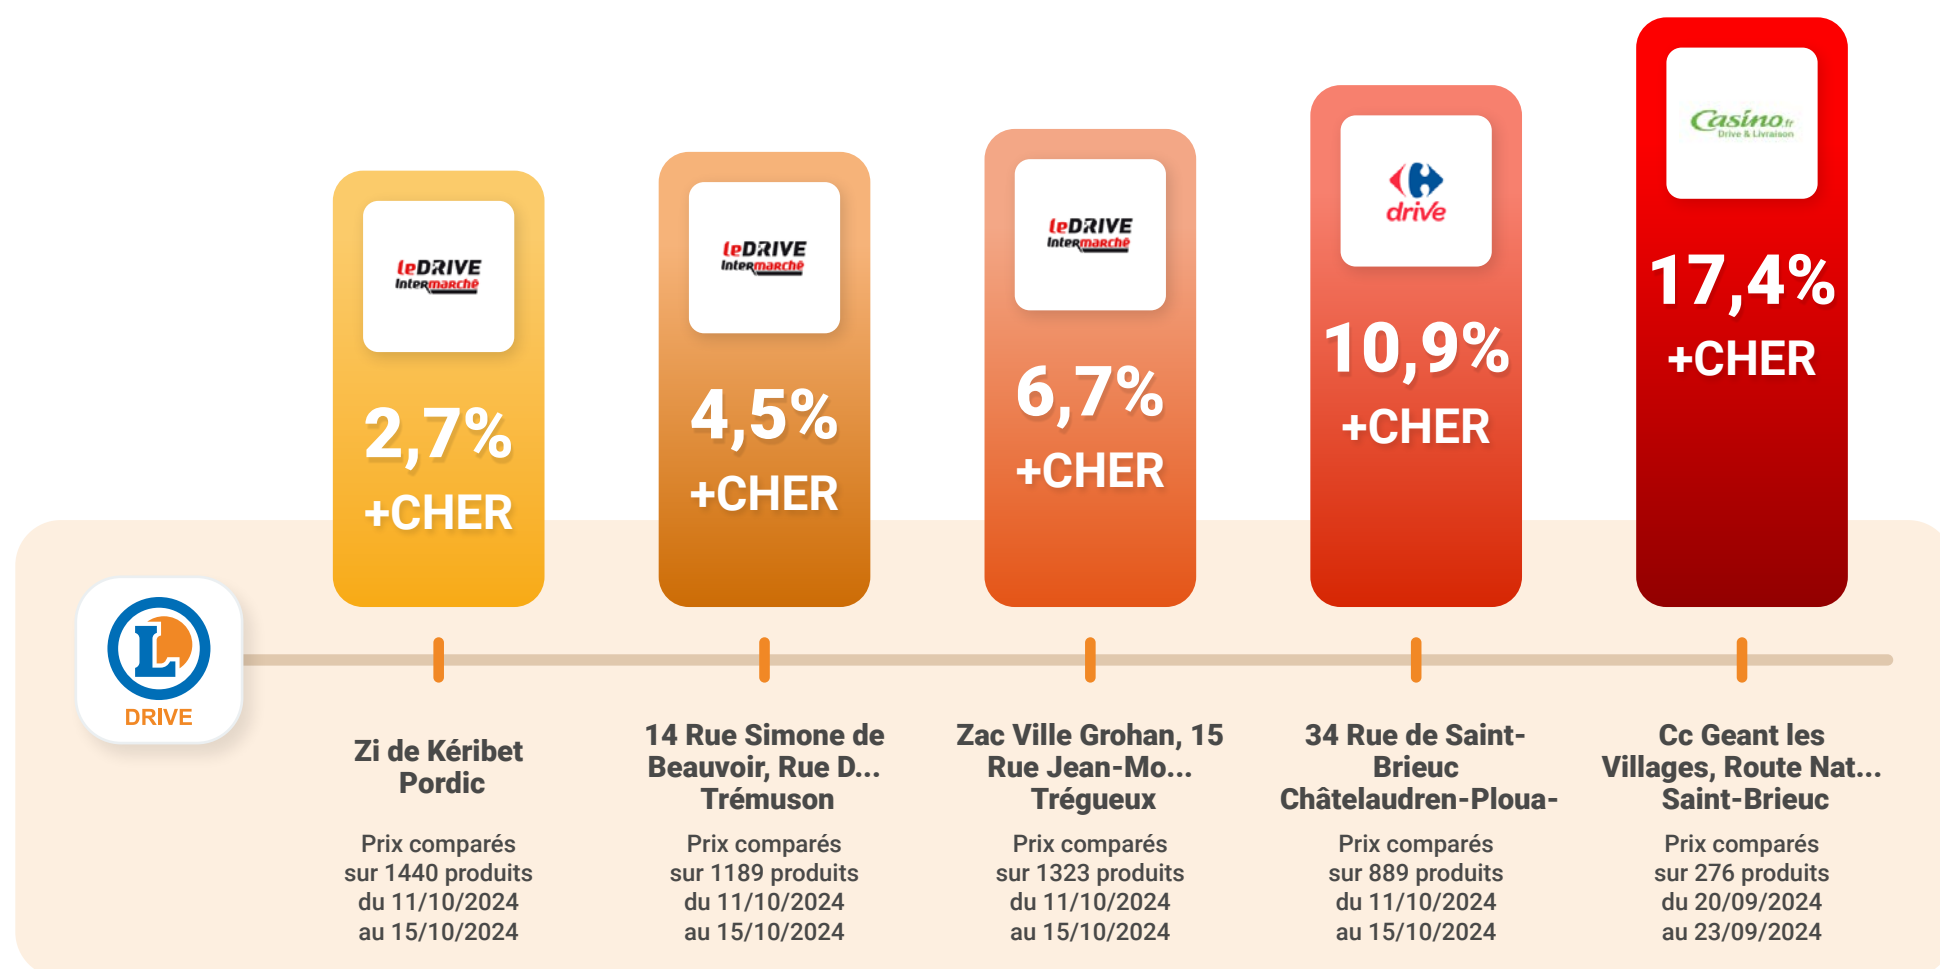 leDRIVE
Intermarché
2,7%
+CHER
leDRIVE
Intermarché
4,5%
+CHER
leDRIVE
Intermarché
6,7%
+CHER
drive
10,9%
+CHER
Casino.fr
Drive & Livraison
17,4%
+CHER
L
DRIVE
Zi de Kéribet
Pordic
Prix comparés
sur 1440 produits
du 11/10/2024
au 15/10/2024
14 Rue Simone de
Beauvoir, Rue D...
Trémuson
Prix comparés
sur 1189 produits
du 11/10/2024
au 15/10/2024
Zac Ville Grohan, 15
Rue Jean-Mo...
Trégueux
Prix comparés
sur 1323 produits
du 11/10/2024
au 15/10/2024
34 Rue de Saint-
Brieuc
Châtelaudren-Ploua-
Prix comparés
sur 889 produits
du 11/10/2024
au 15/10/2024
Cc Geant les
Villages, Route Nat...
Saint-Brieuc
Prix comparés
sur 276 produits
du 20/09/2024
au 23/09/2024